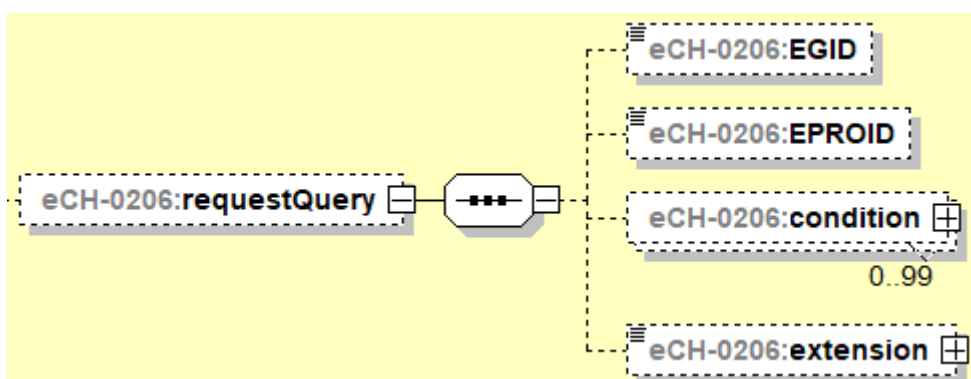 eCH-0206:EGID
eCH-0206:EPROID
eCH-0206:requestQuery
eCH-0206:condition
0..99
eCH-0206:extension